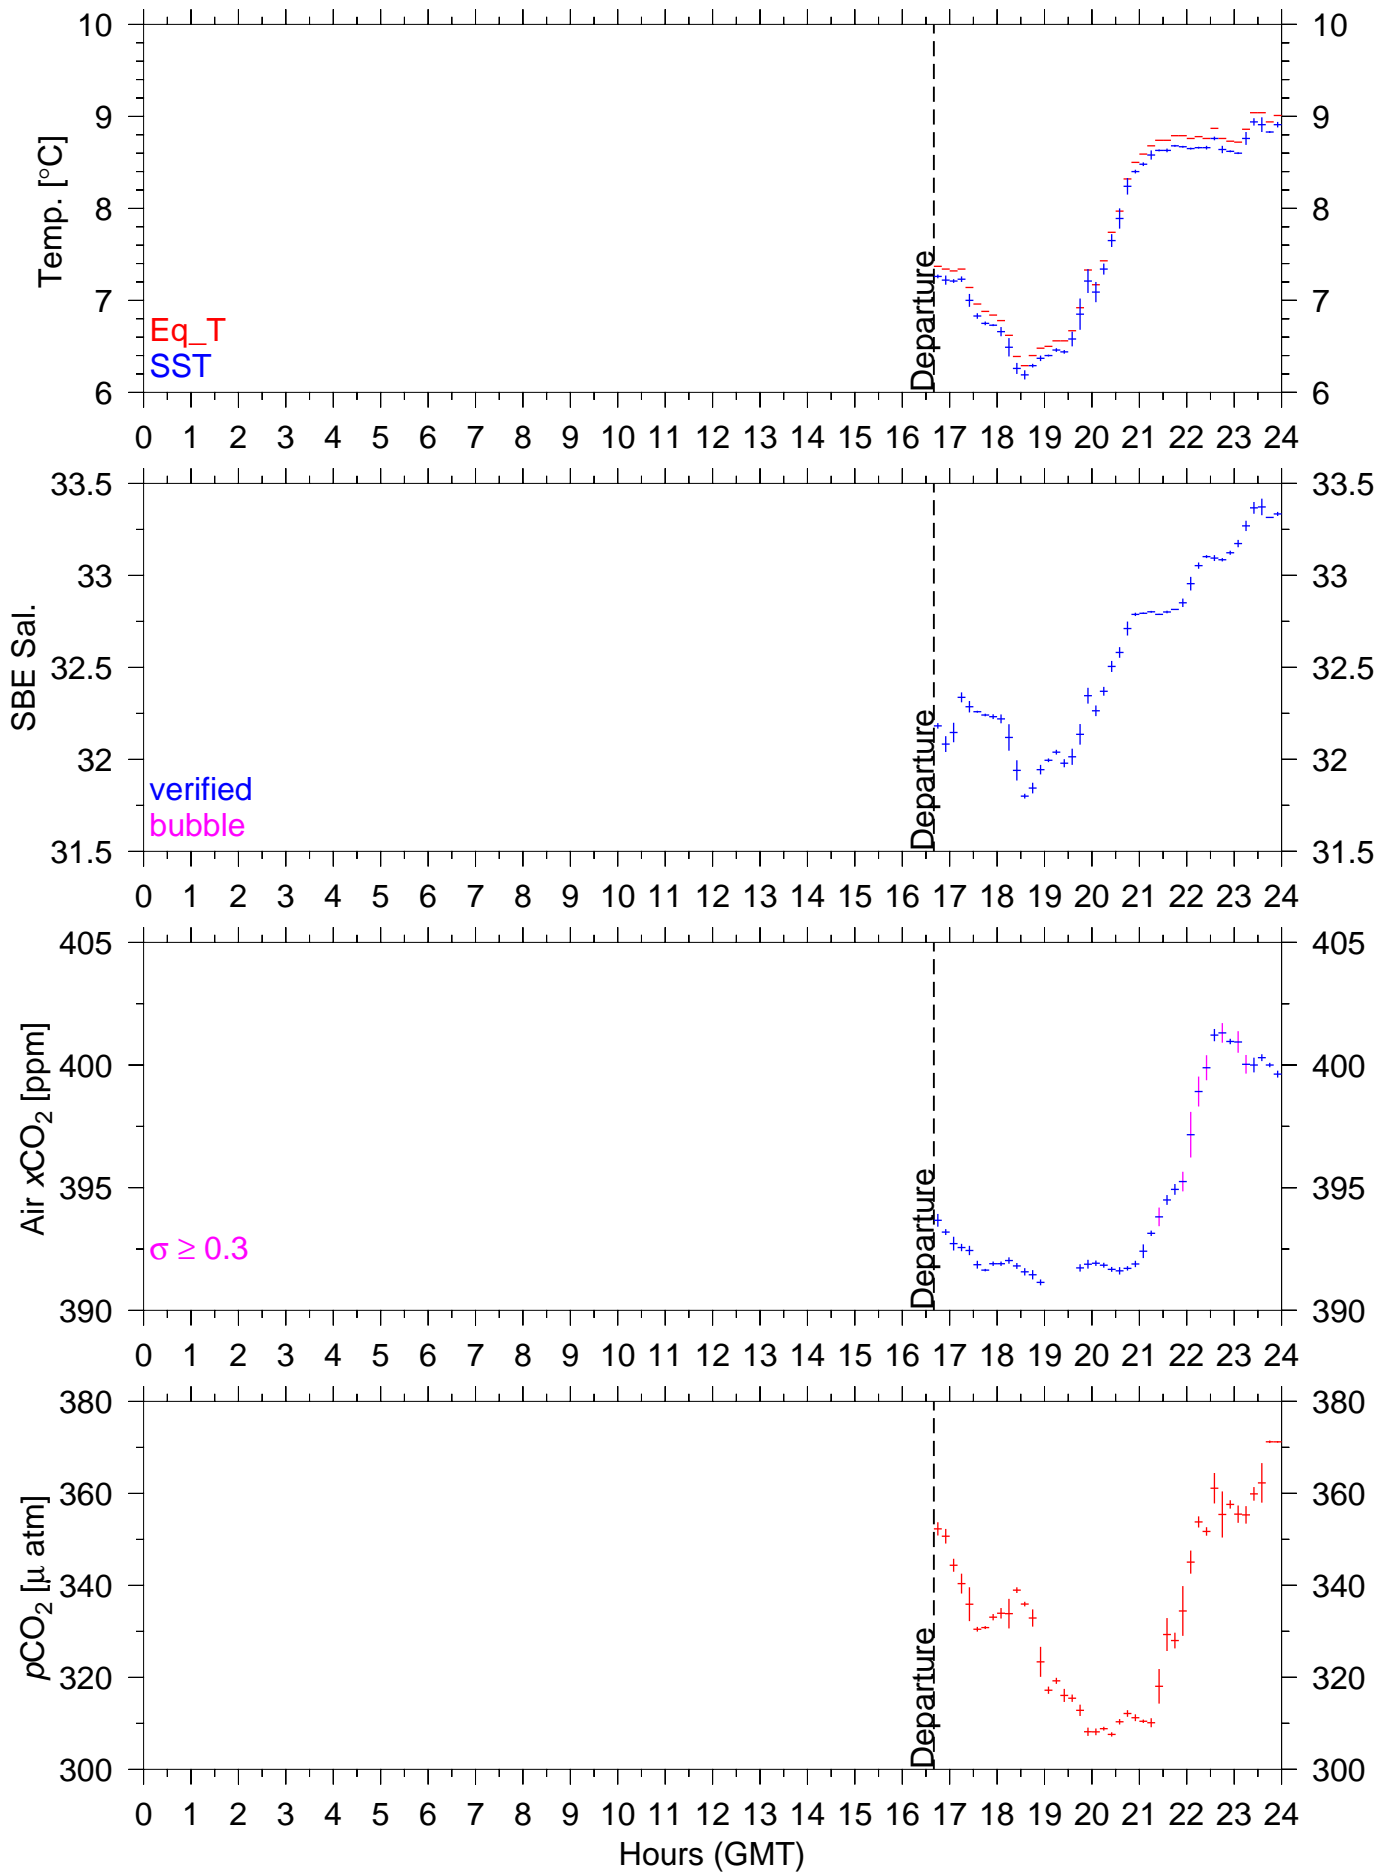 10 10
9 9
8 8
7 7
6 6
Temp. [°C]
Eq_T
SST
Departure
0 1 2 3 4 5 6 7 8 9 10 11 12 13 14 15 16 17 18 19 20 21 22 23 24
33.5 33.5
33 33
32.5 32.5
32 32
31.5 31.5
SBE Sal.
verified
bubble
Departure
0 1 2 3 4 5 6 7 8 9 10 11 12 13 14 15 16 17 18 19 20 21 22 23 24
405 405
400 400
395 395
390 390
Air xCO₂ [ppm]
σ ≥ 0.3
Departure
0 1 2 3 4 5 6 7 8 9 10 11 12 13 14 15 16 17 18 19 20 21 22 23 24
380 380
360 360
340 340
320 320
300 300
pCO₂ [μ atm]
Departure
0 1 2 3 4 5 6 7 8 9 10 11 12 13 14 15 16 17 18 19 20 21 22 23 24
Hours (GMT)